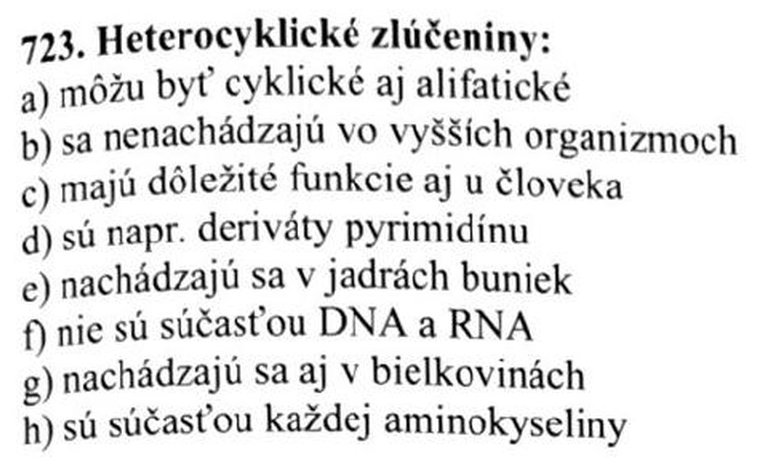 723. Heterocyklické zlúčeniny:
a) môžu byť cyklické aj alifatické
b) sa nenachádzajú vo vyšších organizmoch
c) majú dôležité funkcie aj u človeka
d) sú napr. deriváty pyrimidínu
e) nachádzajú sa v jadrách buniek
f) nie sú súčasťou DNA a RNA
g) nachádzajú sa aj v bielkovinách
h) sú súčasťou každej aminokyseliny